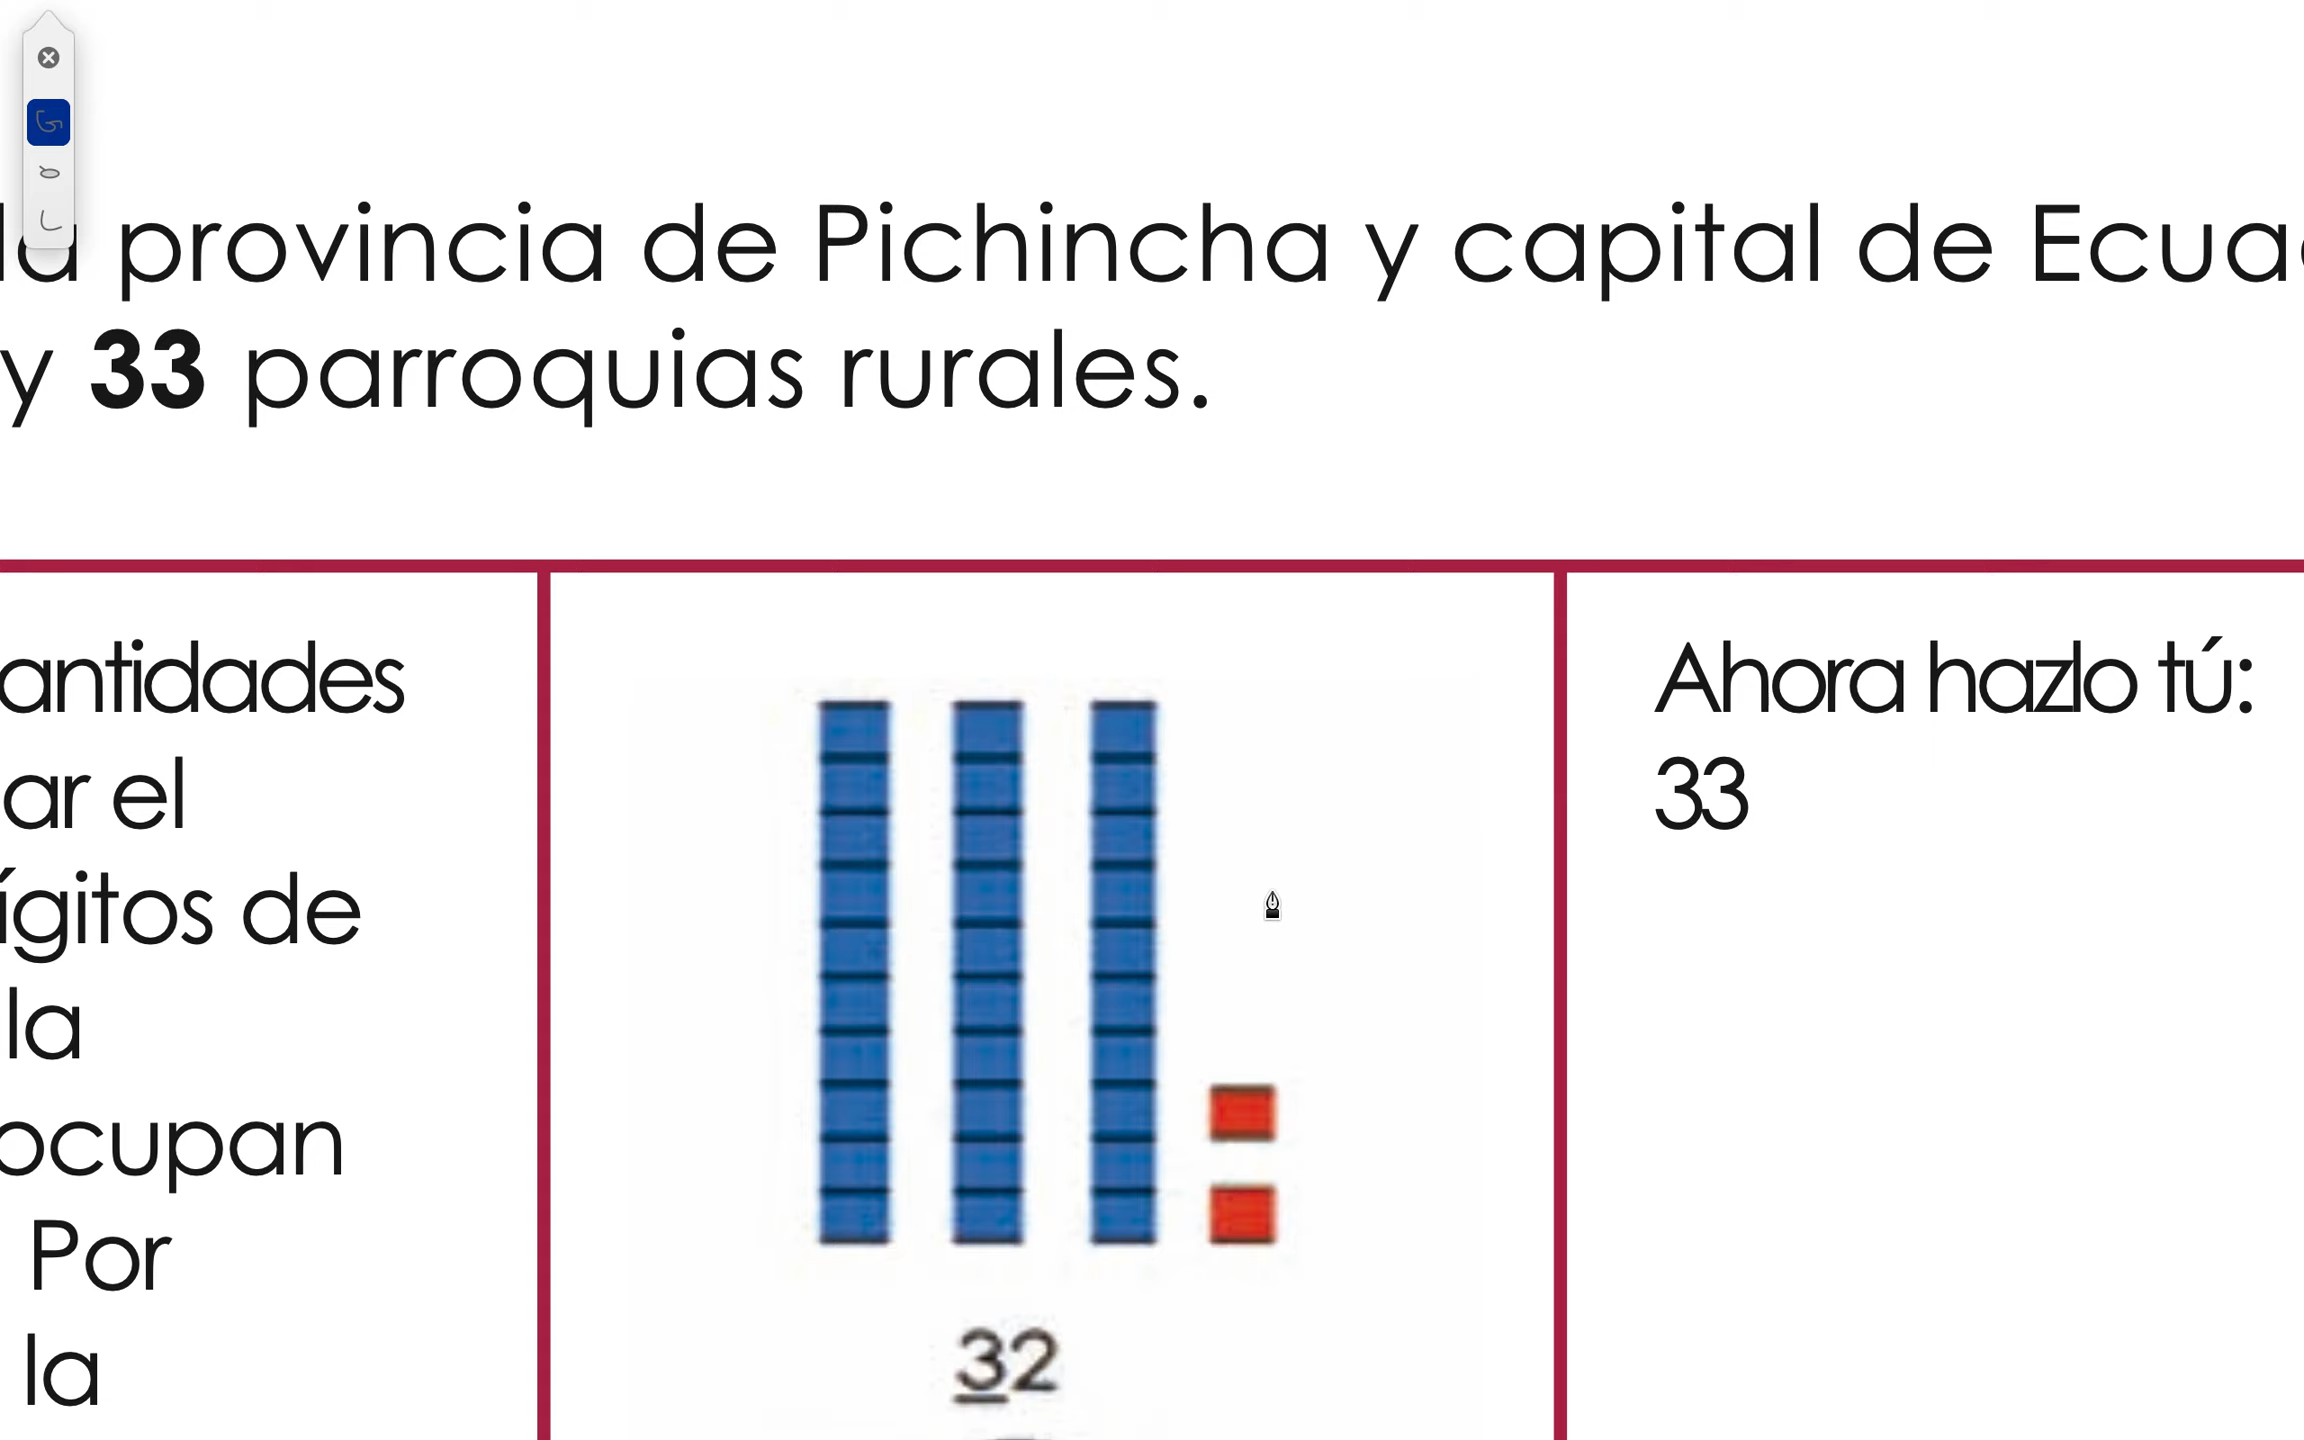 la provincia de Pichincha y capital de Ecua
y 33 parroquias rurales.
antidades
ar el
ígitos de
la
ocupan
Por
la
32
Ahora hazlo tú:
33